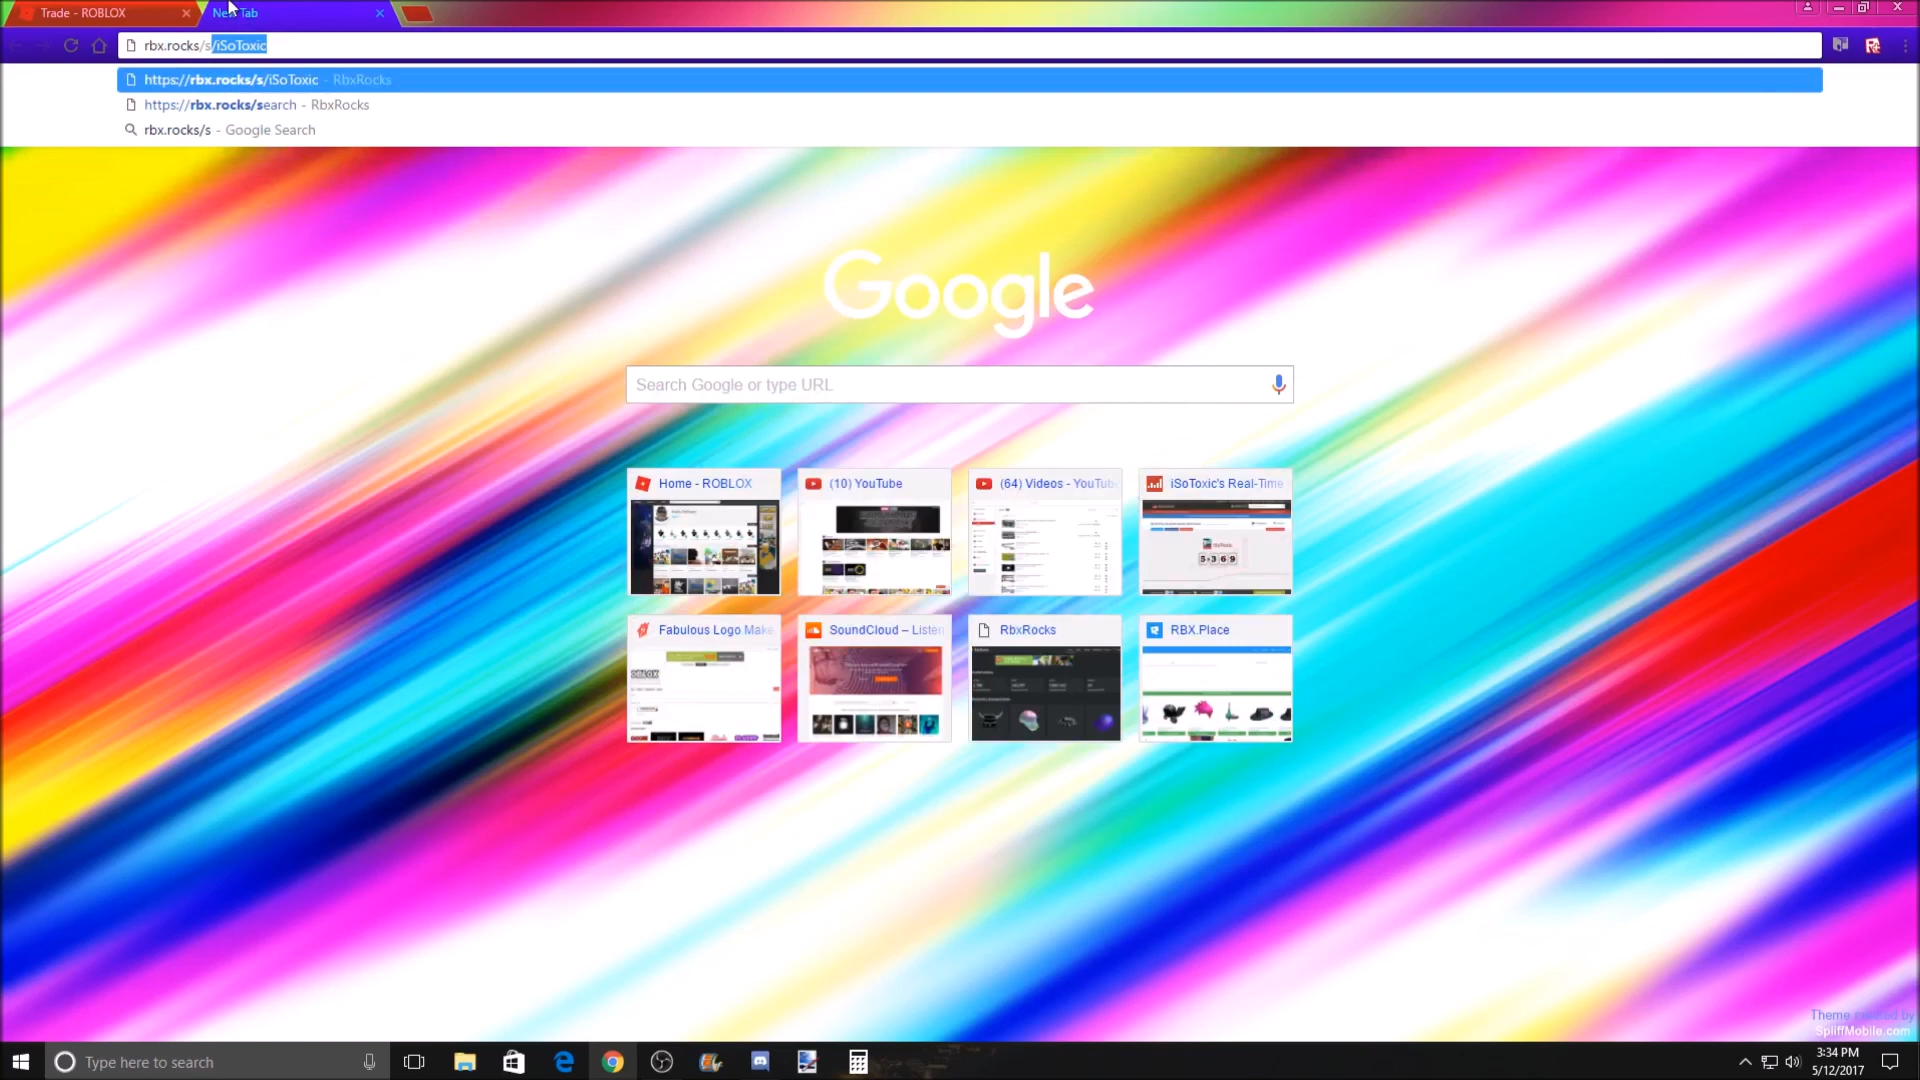 Trade - ROBLOX
New Tab
rbx.rocks/s/iSoToxic
https://rbx.rocks/s/iSoToxic - RbxRocks
https://rbx.rocks/search - RbxRocks
rbx.rocks/s - Google Search
Google
Search Google or type URL
Home - ROBLOX
(10) YouTube
(64) Videos - YouTube
iSoToxic's Real-Time
Fabulous Logo Make
SoundCloud – Listen
RbxRocks
RBX.Place
Theme created by
SpliffMobile.com
Type here to search
3:34 PM
5/12/2017